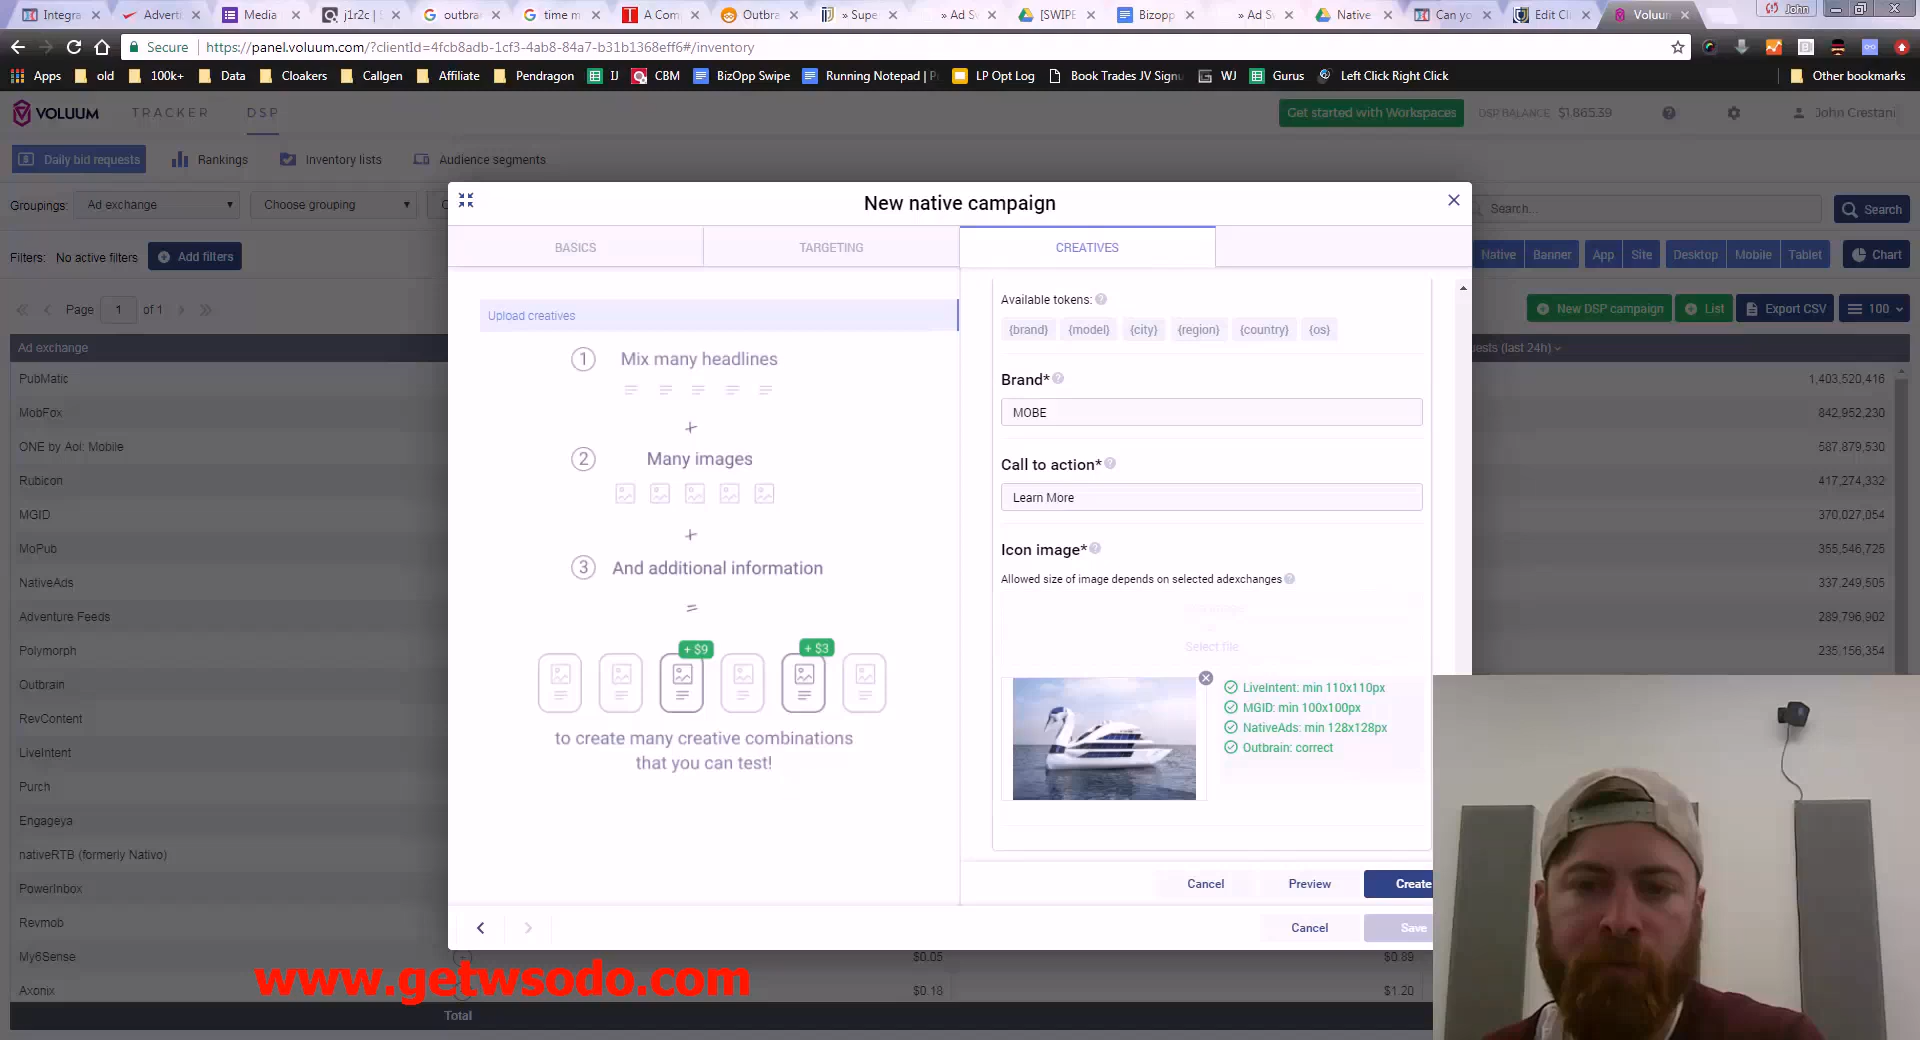 Integra
Adverti
Media
j1r2c | E
outbra
time m
A Com
Outbra
» Supe
» Ad Sv
[SWIPE
Bizopp
» Ad Sv
Native
Can yo
Edit Cli
Voluum
John
Secure
https://panel.voluum.com/?clientId=4fcb8adb-1cf3-4ab8-84a7-b31b1368eff6#/inventory
Apps old 100k+ Data Cloakers Callgen Affiliate Pendragon IJ CBM BizOpp Swipe Running Notepad | P LP Opt Log Book Trades JV Signu WJ Gurus Left Click Right Click Other bookmarks
VOLUUM TRACKER DSP
Get started with Workspaces DSP BALANCE $1,865.39 John Crestani
Daily bid requests Rankings Inventory lists Audience segments
Groupings: Ad exchange Choose grouping
Search... Search
Filters: No active filters Add filters
Native Banner App Site Desktop Mobile Tablet Chart
Page 1 of 1
New DSP campaign List Export CSV 100
Ad exchange
ests (last 24h)
PubMatic 1,403,520,416
MobFox 842,952,230
ONE by Aol: Mobile 587,879,530
Rubicon 417,274,332
MGID 370,027,054
MoPub 355,546,725
NativeAds 337,249,505
Adventure Feeds 289,796,902
Polymorph 235,156,354
Outbrain
RevContent
LiveIntent
Purch
Engageya
nativeRTB (formerly Nativo)
PowerInbox
Revmob
My6Sense $0.05 $0.89
Axonix $0.18 $1.20
Total
New native campaign
BASICS TARGETING CREATIVES
Upload creatives
1 Mix many headlines
+
2 Many images
+
3 And additional information
=
+ $9 + $3
to create many creative combinations
that you can test!
Available tokens:
{brand} {model} {city} {region} {country} {os}
Brand*
MOBE
Call to action*
Learn More
Icon image*
Allowed size of image depends on selected adexchanges
Select file
LiveIntent: min 110x110px
MGID: min 100x100px
NativeAds: min 128x128px
Outbrain: correct
Cancel Preview Create
Cancel Save
www.getwsodo.com